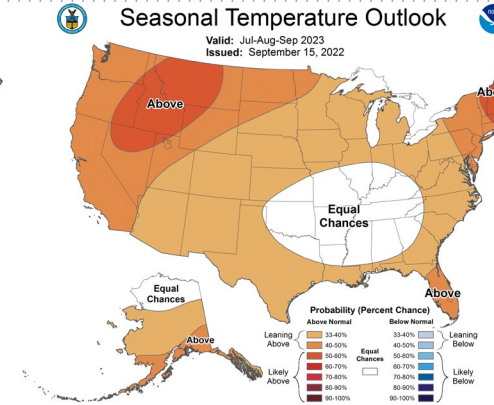 Seasonal Temperature Outlook
Valid: Jul-Aug-Sep 2023
Issued: September 15, 2022
Above
Equal
Chances
Above
Equal
Chances
Above
Probability (Percent Chance)
Above Normal
Below Normal
Leaning
Above
33-40%
40-50%
Likely
Above
50-60%
60-70%
70-80%
80-90%
90-100%
Equal
Chances
33-40%
40-50%
Leaning
Below
50-60%
60-70%
70-80%
80-90%
90-100%
Likely
Below